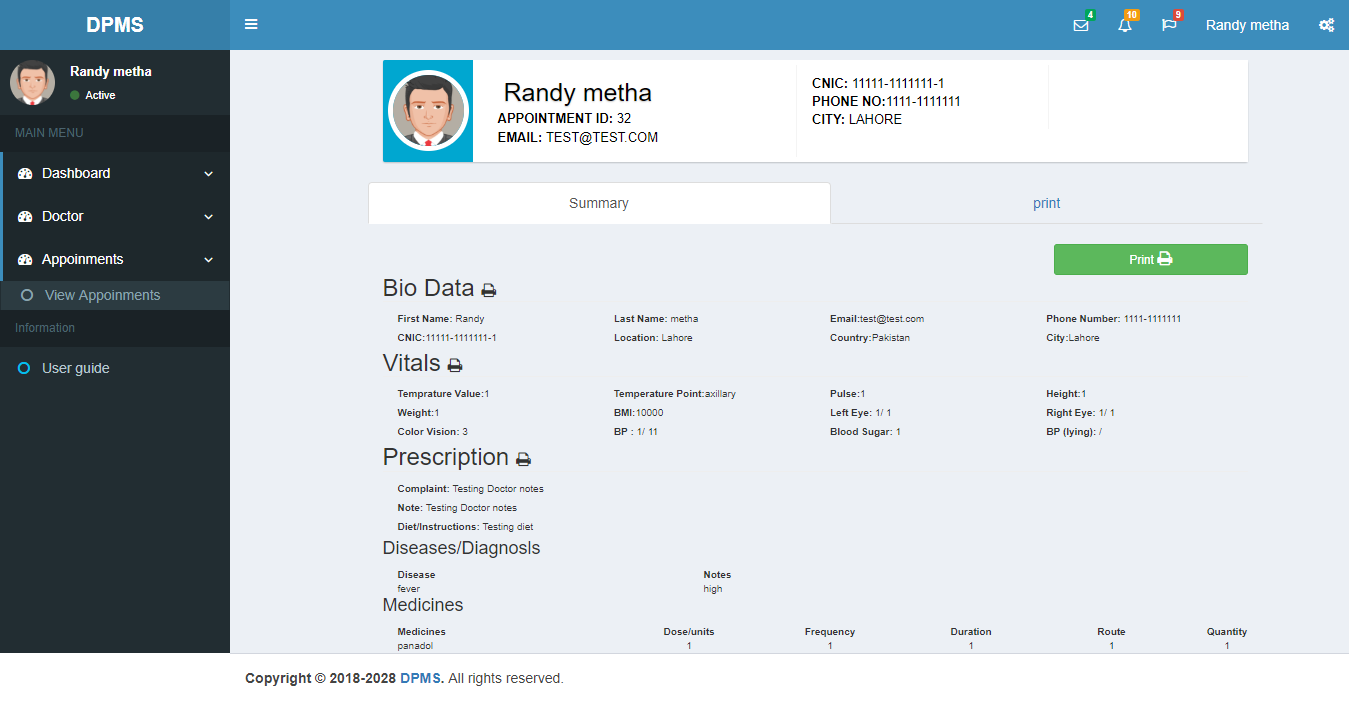 DPMS
4
10
9
Randy metha
Randy metha
Active
MAIN MENU
Dashboard
Doctor
Appoinments
View Appoinments
Information
User guide
Randy metha
APPOINTMENT ID: 32
EMAIL: TEST@TEST.COM
CNIC: 11111-1111111-1
PHONE NO:1111-1111111
CITY: LAHORE
Summary
print
Print
Bio Data
First Name: Randy Last Name: metha Email:test@test.com Phone Number: 1111-1111111
CNIC:11111-1111111-1 Location: Lahore Country:Pakistan City:Lahore
Vitals
Temprature Value:1 Temperature Point:axillary Pulse:1 Height:1
Weight:1 BMI:10000 Left Eye: 1/ 1 Right Eye: 1/ 1
Color Vision: 3 BP : 1/ 11 Blood Sugar: 1 BP (lying): /
Prescription
Complaint: Testing Doctor notes
Note: Testing Doctor notes
Diet/Instructions: Testing diet
Diseases/DiagnosIs
Disease Notes
fever high
Medicines
Medicines Dose/units Frequency Duration Route Quantity
panadol 1 1 1 1 1
Copyright © 2018-2028 DPMS. All rights reserved.